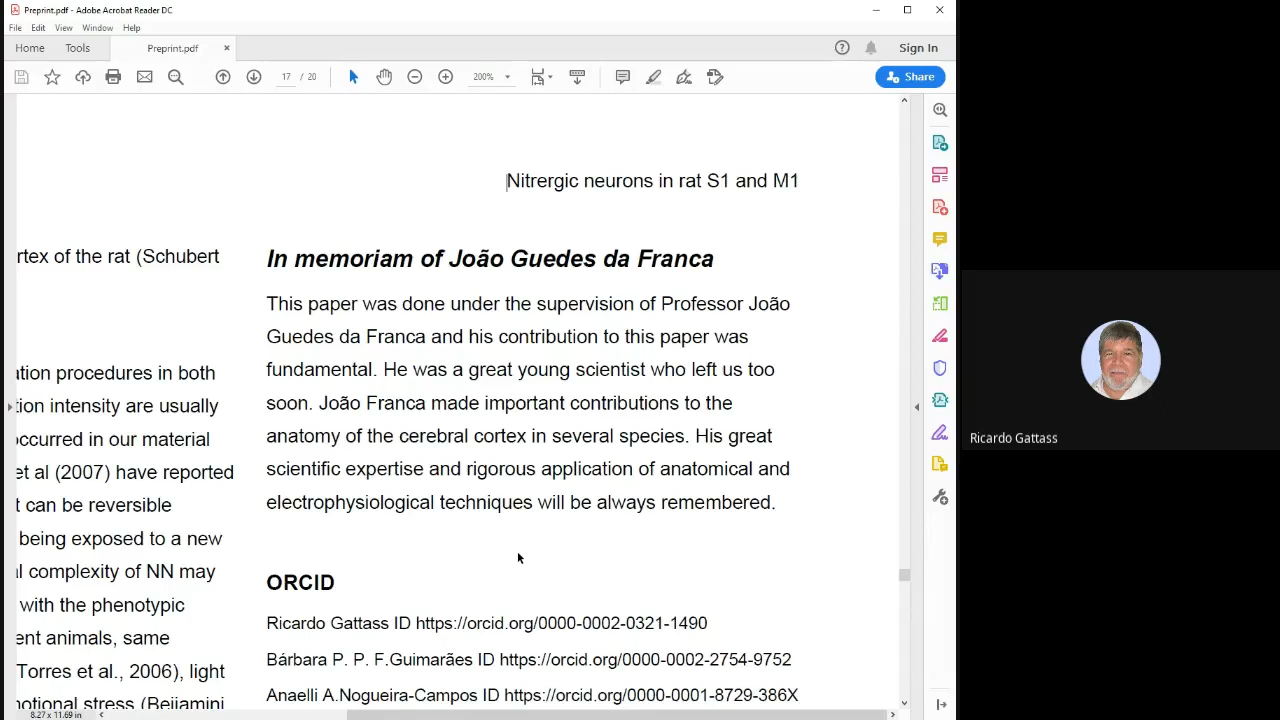 Preprint.pdf - Adobe Acrobat Reader DC
File Edit View Window Help
Home Tools Preprint.pdf × Sign In
17 / 20 200% Share
Nitrergic neurons in rat S1 and M1
rtex of the rat (Schubert
ation procedures in both
tion intensity are usually
occurred in our material
et al (2007) have reported
t can be reversible
being exposed to a new
al complexity of NN may
with the phenotypic
ent animals, same
Torres et al., 2006), light
notional stress (Bejjamini
In memoriam of João Guedes da Franca
This paper was done under the supervision of Professor João
Guedes da Franca and his contribution to this paper was
fundamental. He was a great young scientist who left us too
soon. João Franca made important contributions to the
anatomy of the cerebral cortex in several species. His great
scientific expertise and rigorous application of anatomical and
electrophysiological techniques will be always remembered.
ORCID
Ricardo Gattass ID https://orcid.org/0000-0002-0321-1490
Bárbara P. P. F.Guimarães ID https://orcid.org/0000-0002-2754-9752
Anaelli A.Nogueira-Campos ID https://orcid.org/0000-0001-8729-386X
8.27 x 11.69 in
Ricardo Gattass